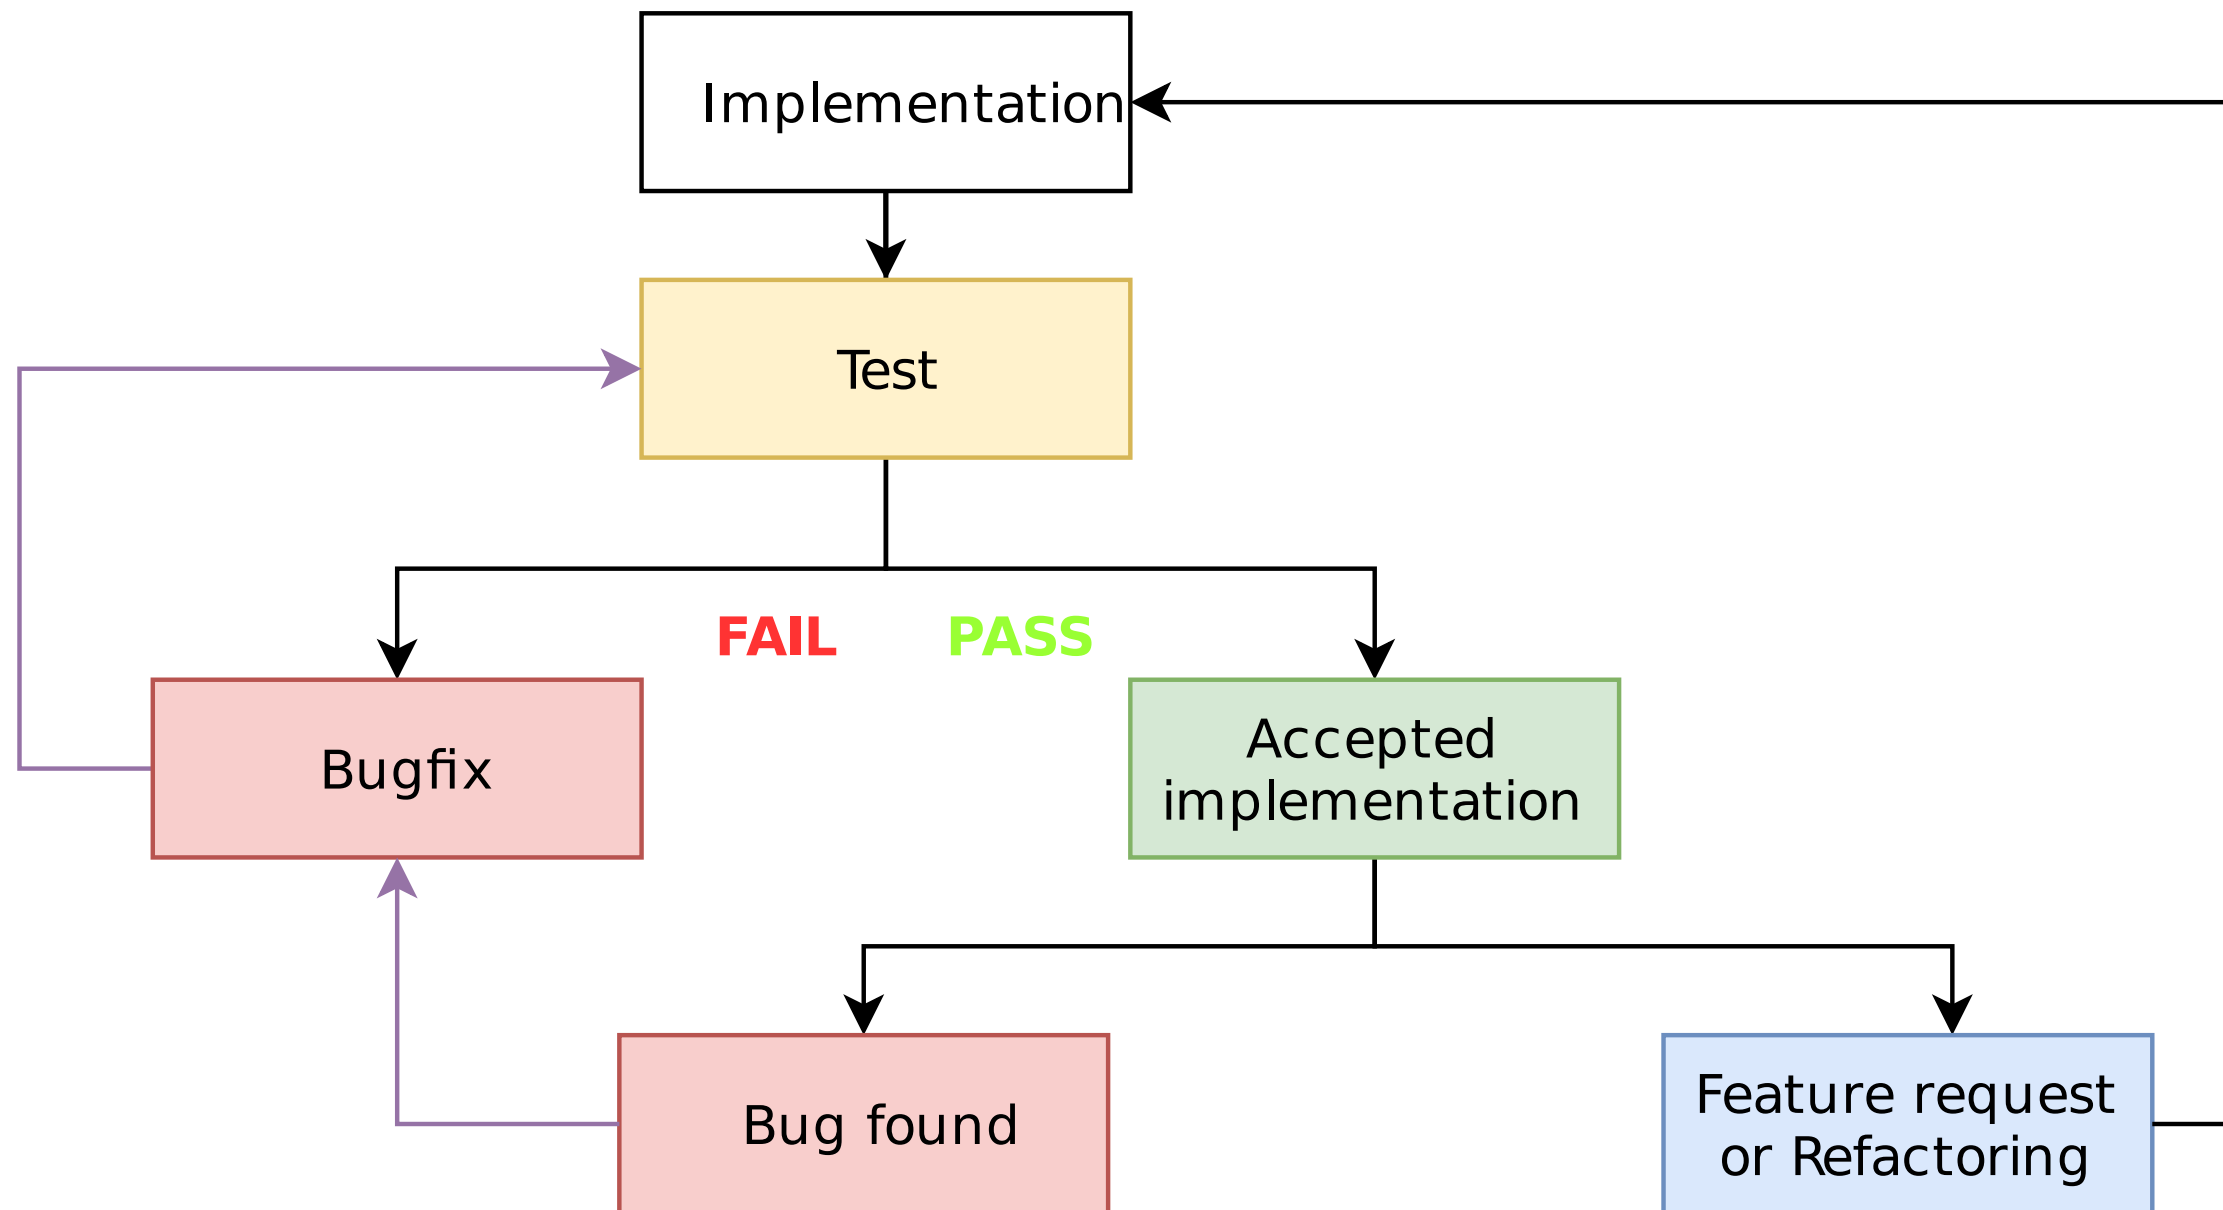 Implementation
Test
FAIL
PASS
Bugfix
Accepted
implementation
Bug found
Feature request
or Refactoring